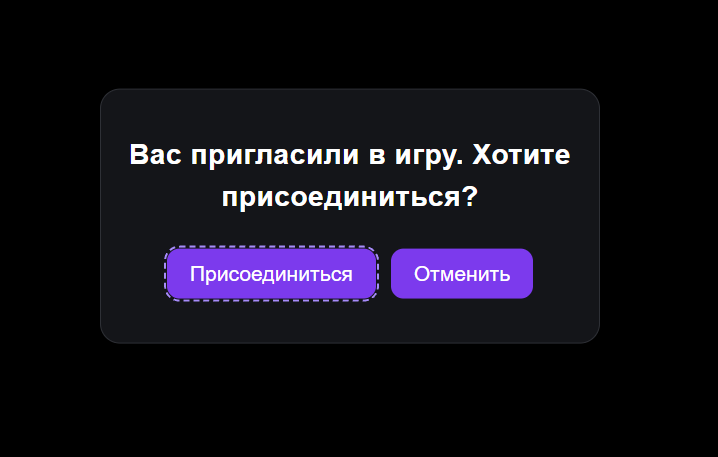 Вас пригласили в игру. Хотите
присоединиться?
Присоединиться
Отменить